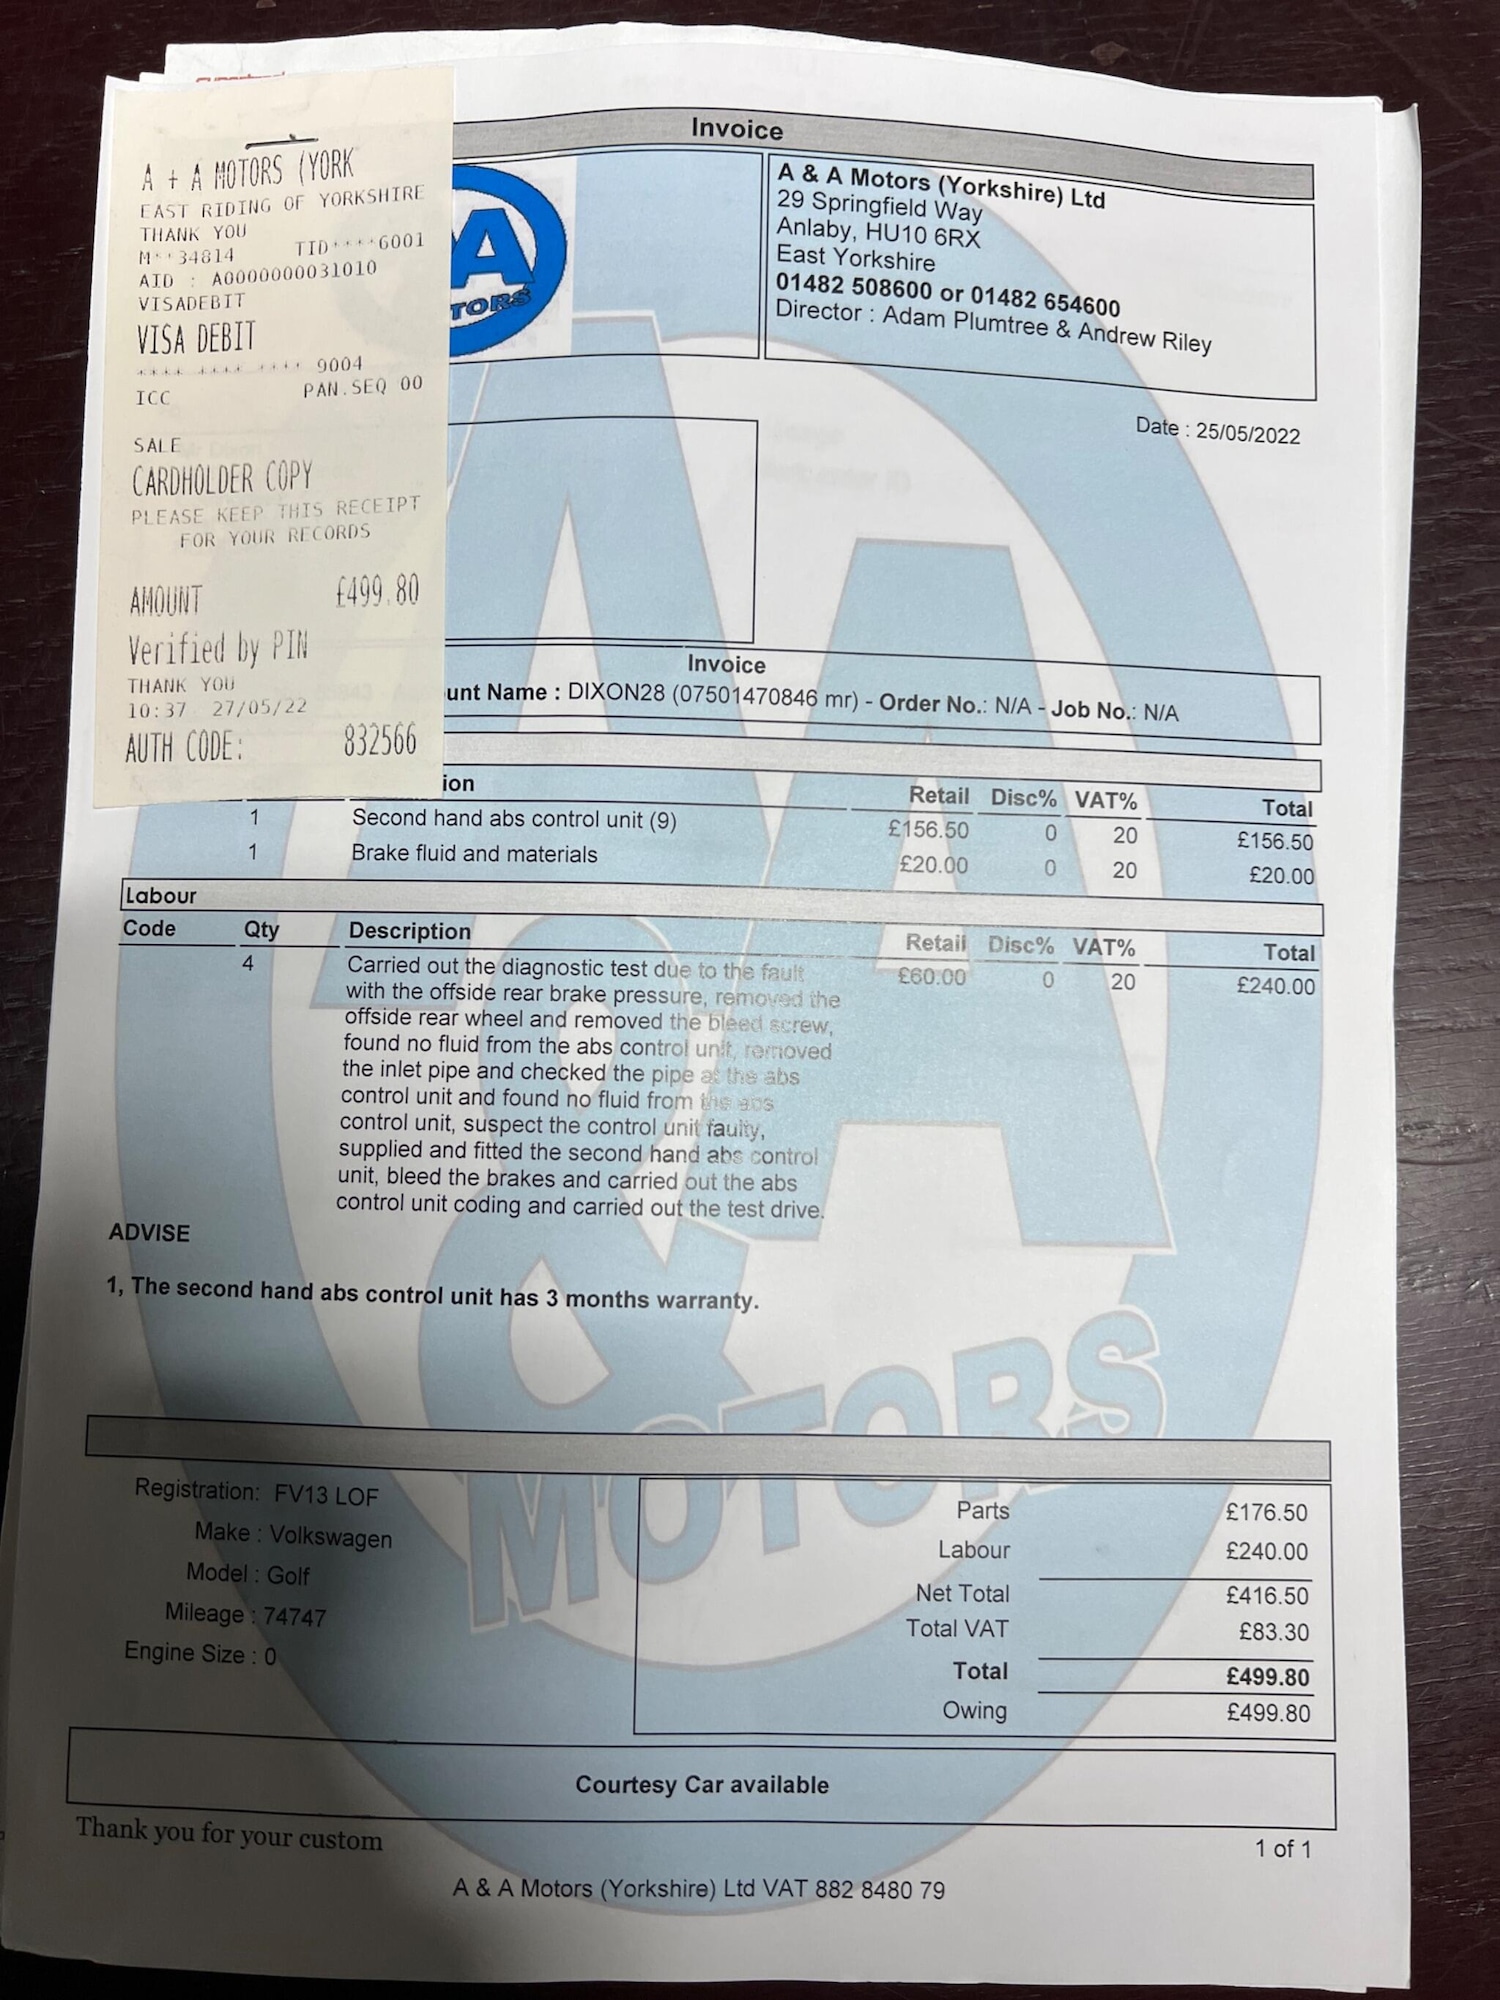 A + A MOTORS (YORK
EAST RIDING OF YORKSHIRE
THANK YOU
M**34814 TID****6001
AID : A0000000031010
VISADEBIT
VISA DEBIT
**** **** **** 9004
ICC PAN.SEQ 00
SALE
CARDHOLDER COPY
PLEASE KEEP THIS RECEIPT
FOR YOUR RECORDS
AMOUNT £499.80
Verified by PIN
THANK YOU
10:37 27/05/22
AUTH CODE: 832566
Invoice
A
TORS
A & A Motors (Yorkshire) Ltd
29 Springfield Way
Anlaby, HU10 6RX
East Yorkshire
01482 508600 or 01482 654600
Director : Adam Plumtree & Andrew Riley
Date : 25/05/2022
Invoice
unt Name : DIXON28 (07501470846 mr) - Order No.: N/A - Job No.: N/A
ion Retail Disc% VAT% Total
1 Second hand abs control unit (9) £156.50 0 20 £156.50
1 Brake fluid and materials £20.00 0 20 £20.00
Labour
Code Qty Description Retail Disc% VAT% Total
4 Carried out the diagnostic test due to the fault £60.00 0 20 £240.00
with the offside rear brake pressure, removed the
offside rear wheel and removed the bleed screw,
found no fluid from the abs control unit, removed
the inlet pipe and checked the pipe at the abs
control unit and found no fluid from the abs
control unit, suspect the control unit faulty,
supplied and fitted the second hand abs control
unit, bleed the brakes and carried out the abs
control unit coding and carried out the test drive.
ADVISE
1, The second hand abs control unit has 3 months warranty.
A & A
MOTORS
Registration: FV13 LOF
Make : Volkswagen
Model : Golf
Mileage : 74747
Engine Size : 0
Parts £176.50
Labour £240.00
Net Total £416.50
Total VAT £83.30
Total £499.80
Owing £499.80
Courtesy Car available
Thank you for your custom
1 of 1
A & A Motors (Yorkshire) Ltd VAT 882 8480 79